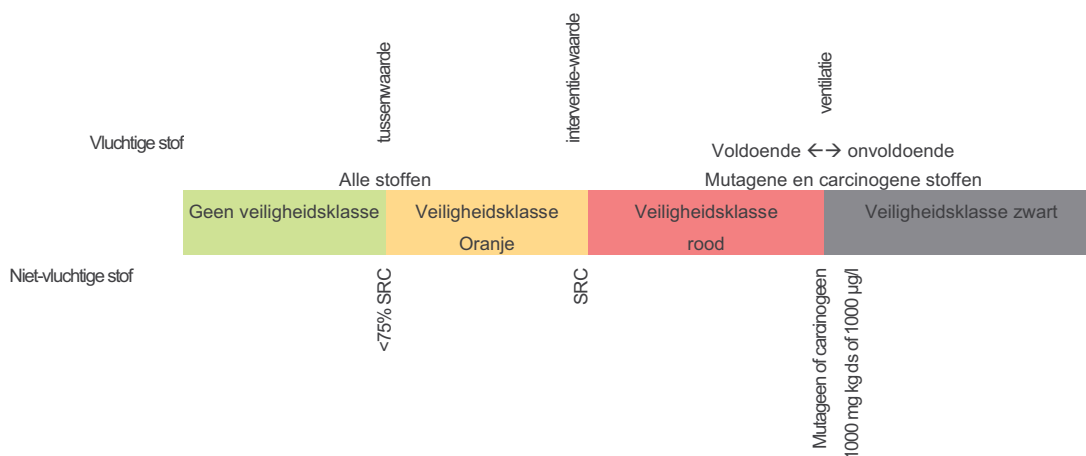 tussenwaarde
interventie-waarde
ventilatie
Vluchtige stof
Voldoende ←→ onvoldoende
Alle stoffen
Mutagene en carcinogene stoffen
Geen veiligheidsklasse
Veiligheidsklasse
Oranje
Veiligheidsklasse
rood
Veiligheidsklasse zwart
Niet-vluchtige stof
<75% SRC
SRC
Mutageen of carcinogeen
1000 mg kg ds of 1000 µg/l